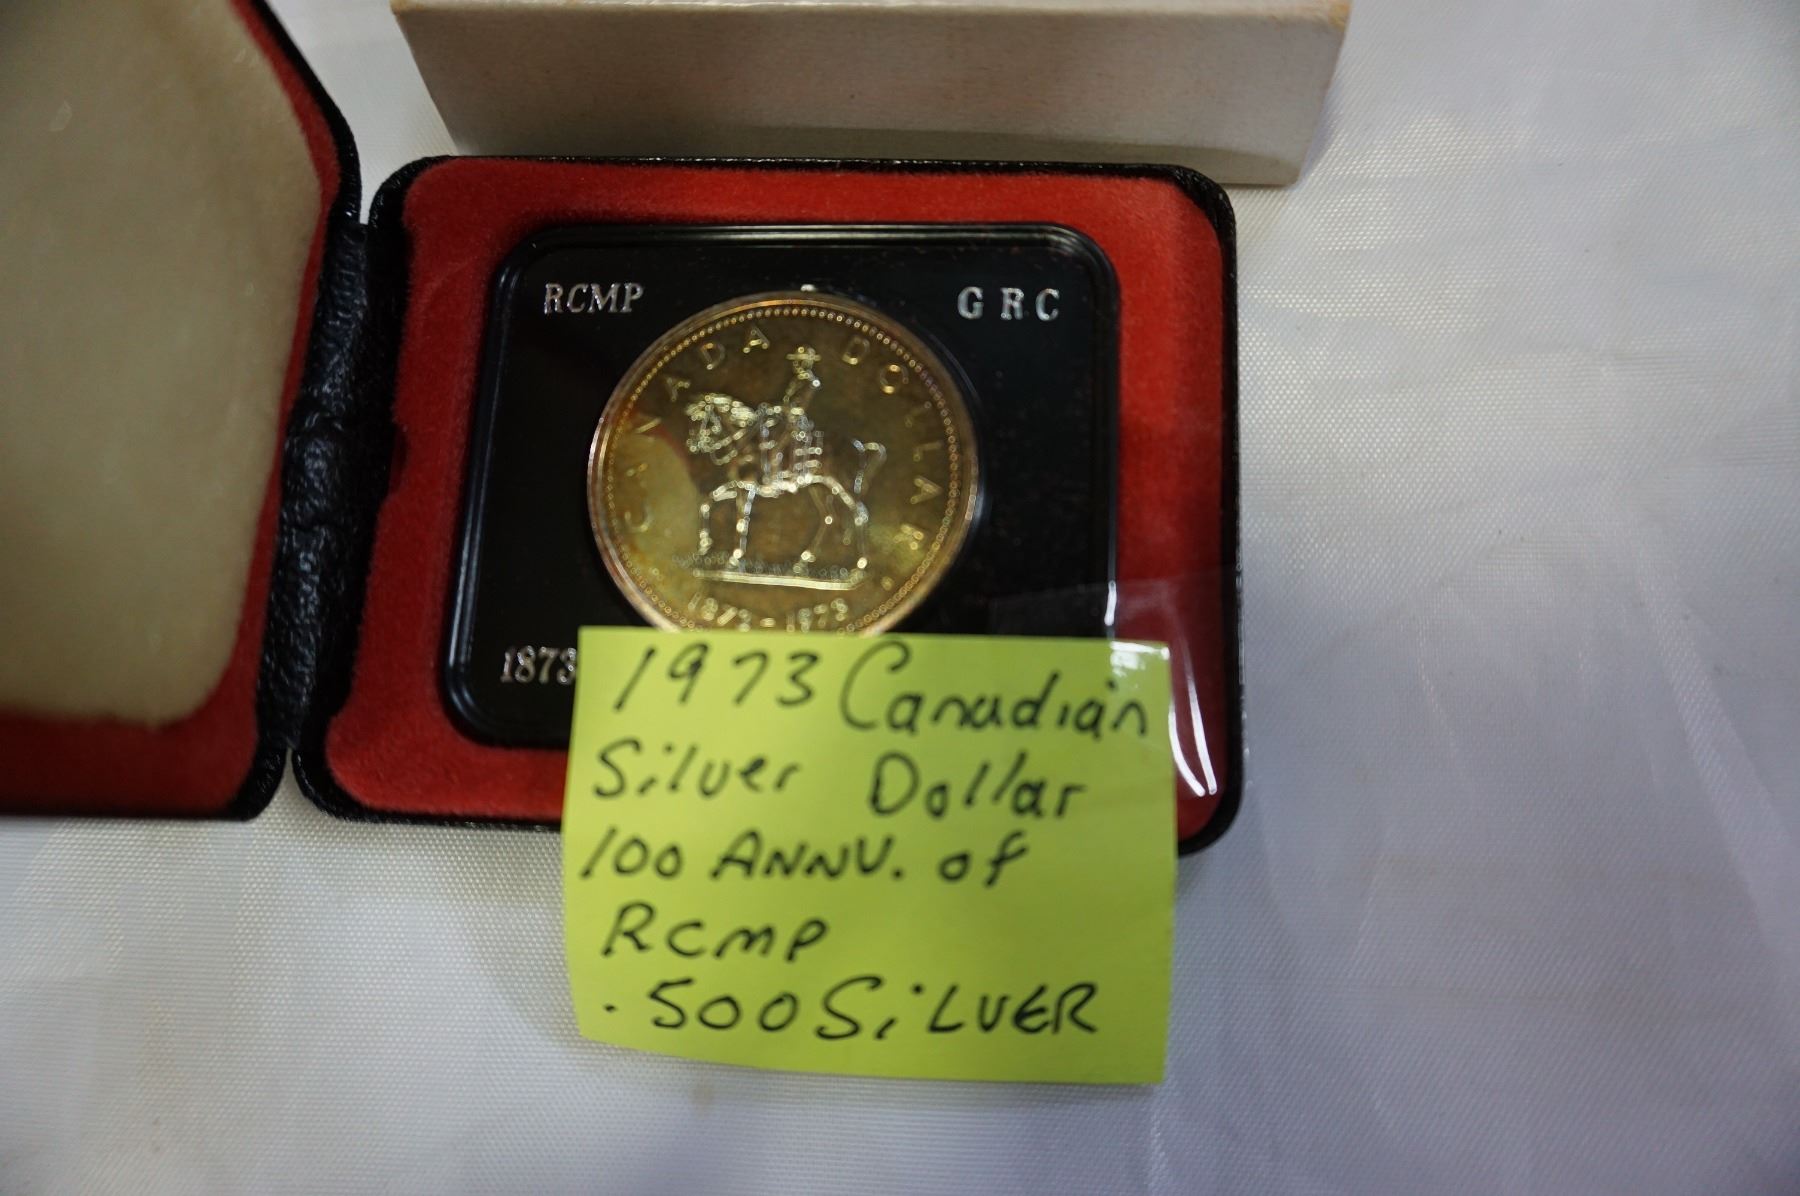 RCMP
GRC
CANADA DOLLAR
1873-1973
1873
1973 Canadian
Silver Dollar
100 ANNV. of
RCMP
.500 SiLVER